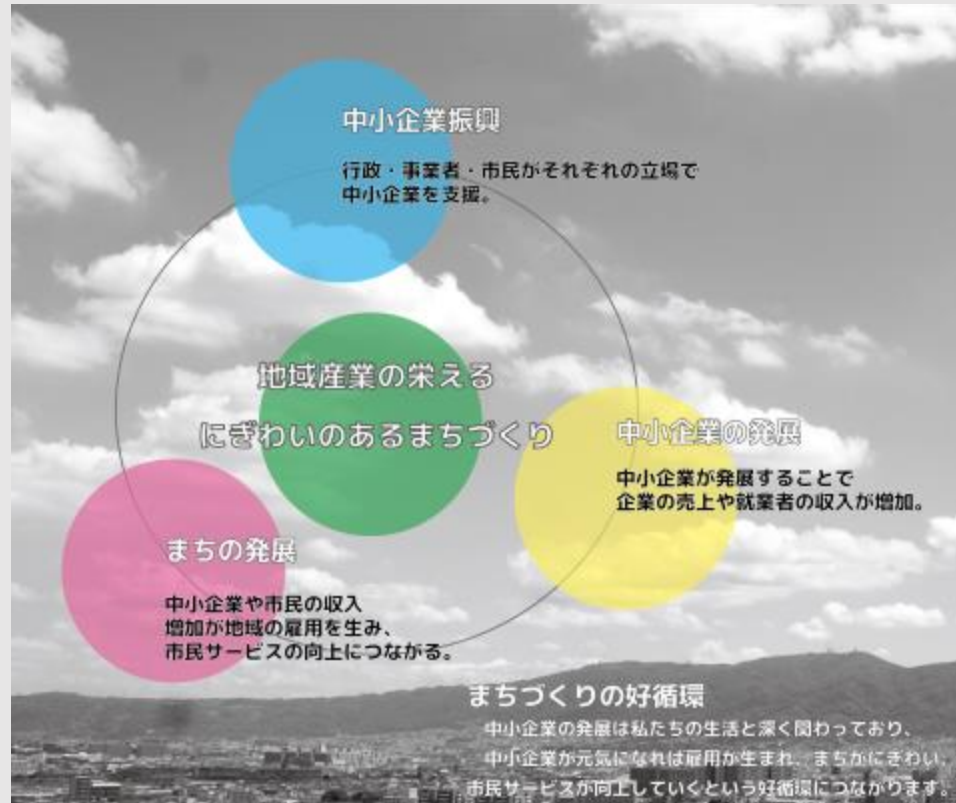 中小企業振興
行政・事業者・市民がそれぞれの立場で
中小企業を支援。
地域産業の栄える
にぎわいのあるまちづくり
中小企業の発展
中小企業が発展することで
企業の売上や就業者の収入が増加。
まちの発展
中小企業や市民の収入
増加が地域の雇用を生み、
市民サービスの向上につながる。
まちづくりの好循環
中小企業の発展は私たちの生活と深く関わっており、
中小企業が元気になれば雇用が生まれ、まちがにぎわい、
市民サービスが向上していくという好循環につながります。